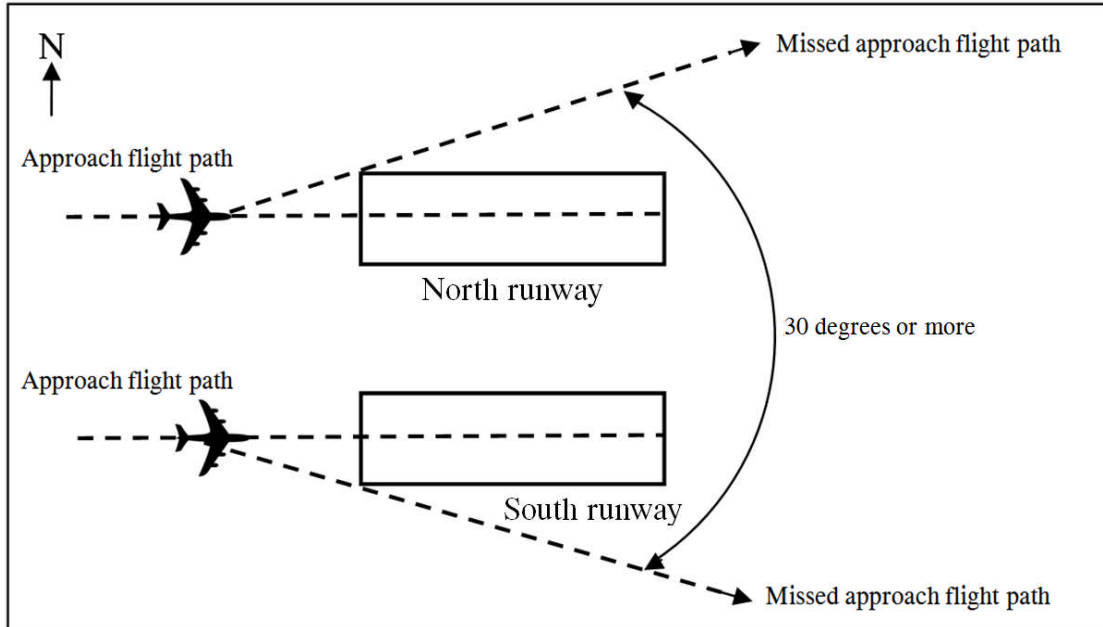 N
Missed approach flight path
Approach flight path
North runway
30 degrees or more
Approach flight path
South runway
Missed approach flight path